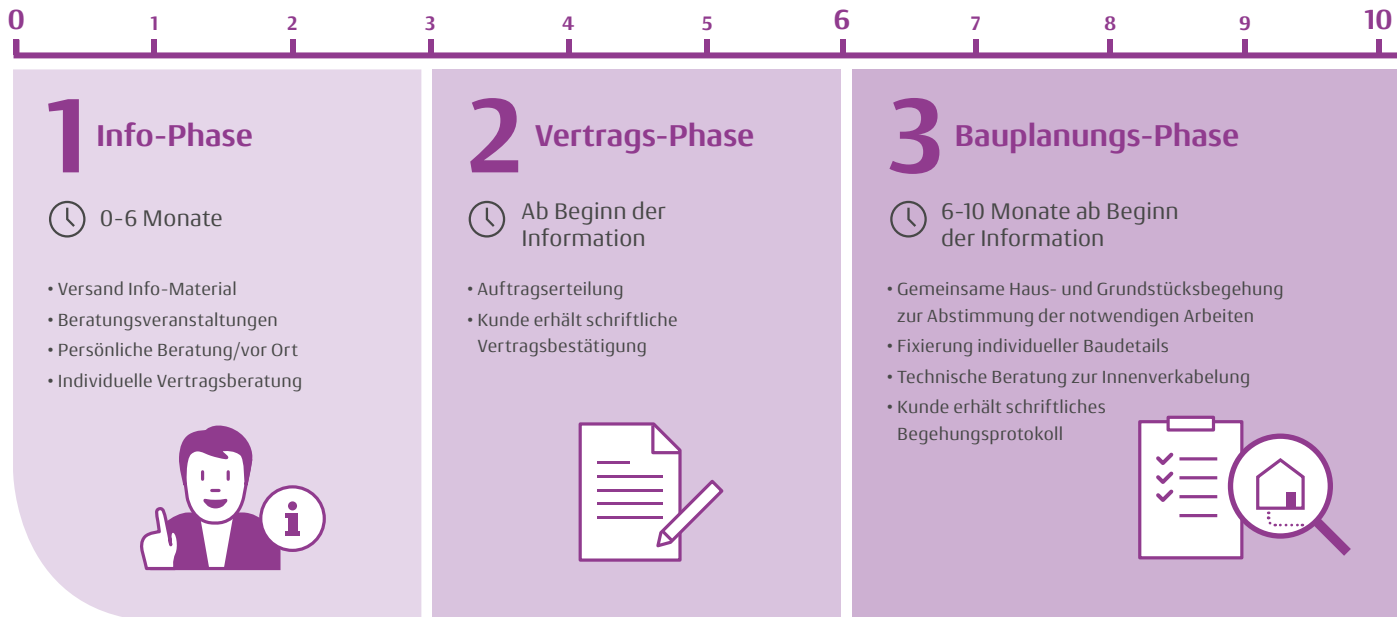 0 1 2 3 4 5 6 7 8 9 10
1 Info-Phase
0-6 Monate
• Versand Info-Material
• Beratungsveranstaltungen
• Persönliche Beratung/vor Ort
• Individuelle Vertragsberatung
i
2 Vertrags-Phase
Ab Beginn der
Information
• Auftragserteilung
• Kunde erhält schriftliche
Vertragsbestätigung
3 Bauplanungs-Phase
6-10 Monate ab Beginn
der Information
• Gemeinsame Haus- und Grundstücksbegehung
zur Abstimmung der notwendigen Arbeiten
• Fixierung individueller Baudetails
• Technische Beratung zur Innenverkabelung
• Kunde erhält schriftliches
Begehungsprotokoll